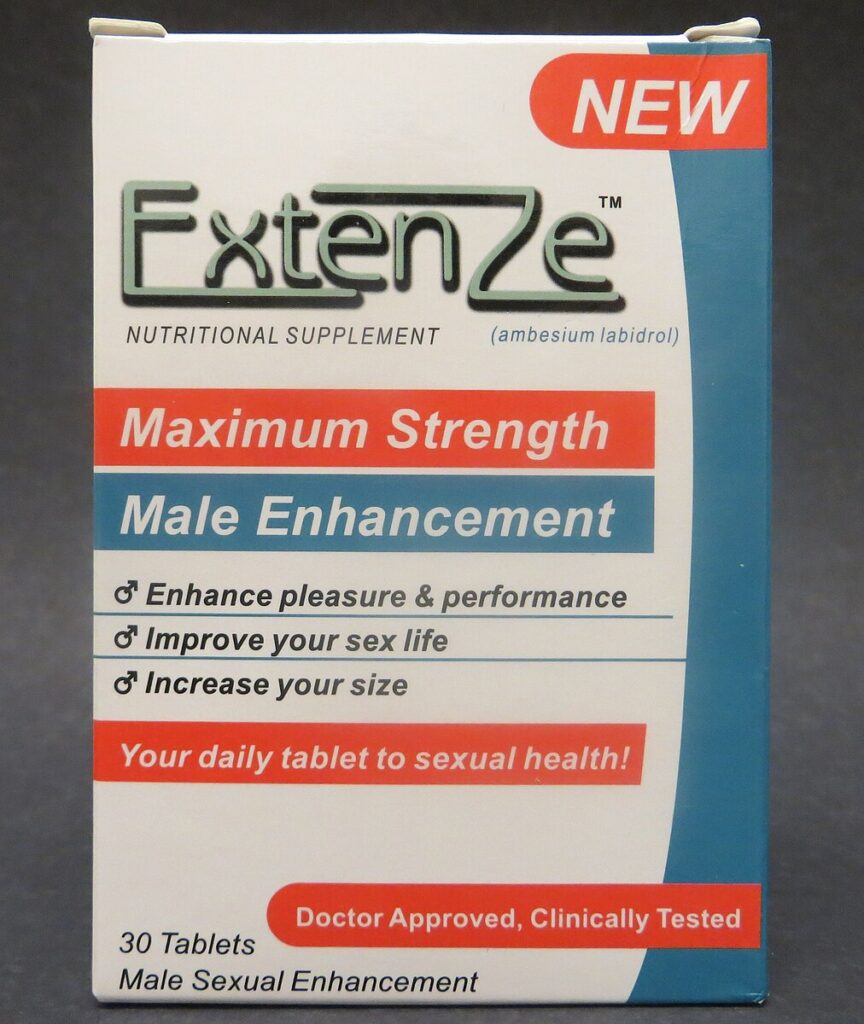 NEW
ExtenZe™
NUTRITIONAL SUPPLEMENT (ambesium labidrol)
Maximum Strength
Male Enhancement
♂ Enhance pleasure & performance
♂ Improve your sex life
♂ Increase your size
Your daily tablet to sexual health!
Doctor Approved, Clinically Tested
30 Tablets
Male Sexual Enhancement